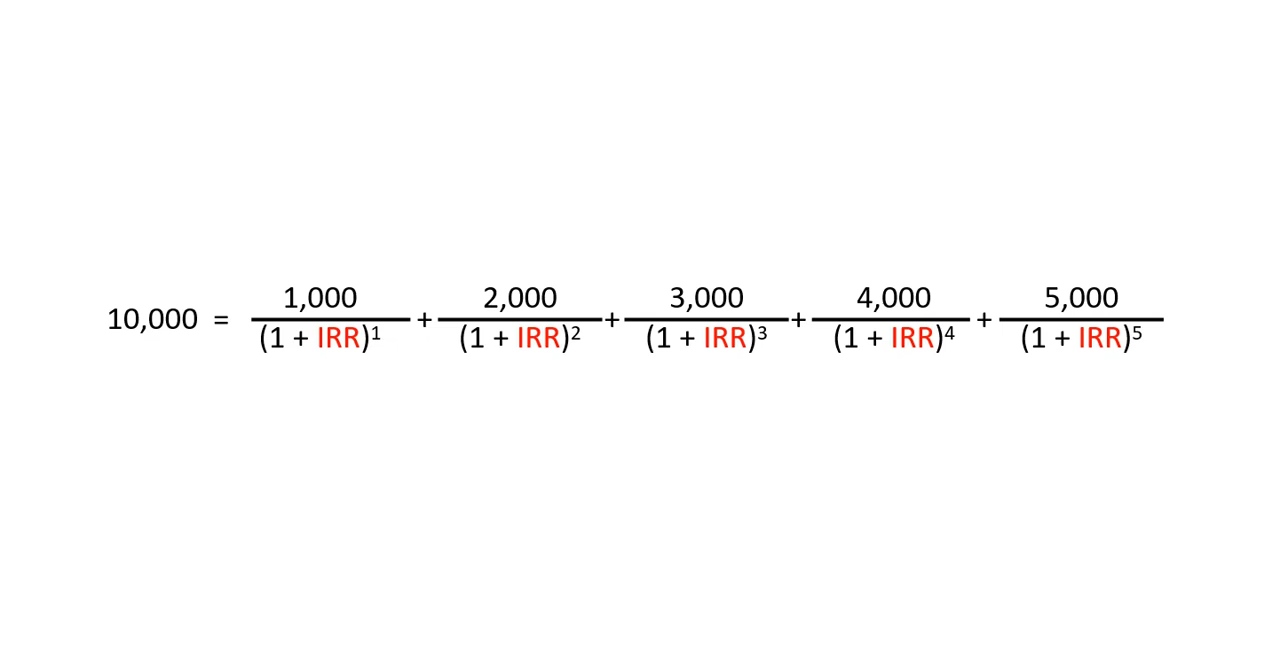 10,000 = 1,000 + 2,000 + 3,000 + 4,000 + 5,000
(1 + IRR)¹ (1 + IRR)² (1 + IRR)³ (1 + IRR)⁴ (1 + IRR)⁵